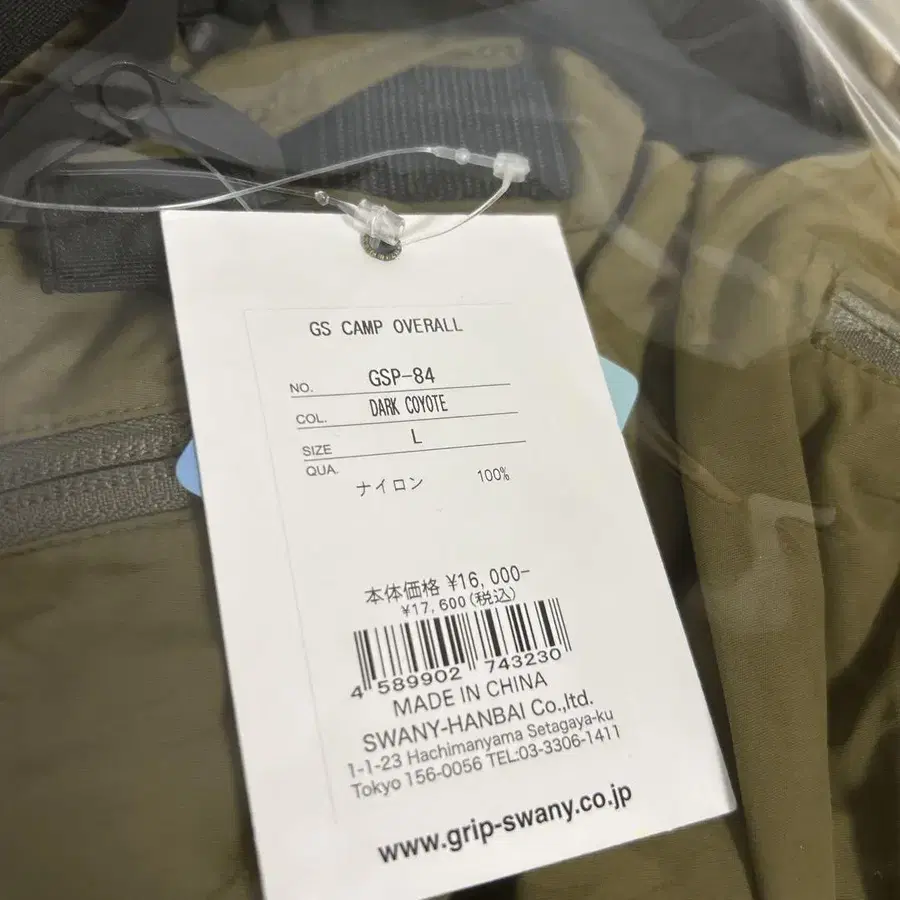 GS CAMP OVERALL
NO. GSP-84
COL. DARK COYOTE
SIZE L
QUA.
ナイロン 100%
本体価格 ¥16,000-
¥17,600(税込)
4 589902 743230
MADE IN CHINA
SWANY-HANBAI Co.,ltd.
1-1-23 Hachimanyama Setagaya-ku
Tokyo 156-0056 TEL:03-3306-1411
www.grip-swany.co.jp